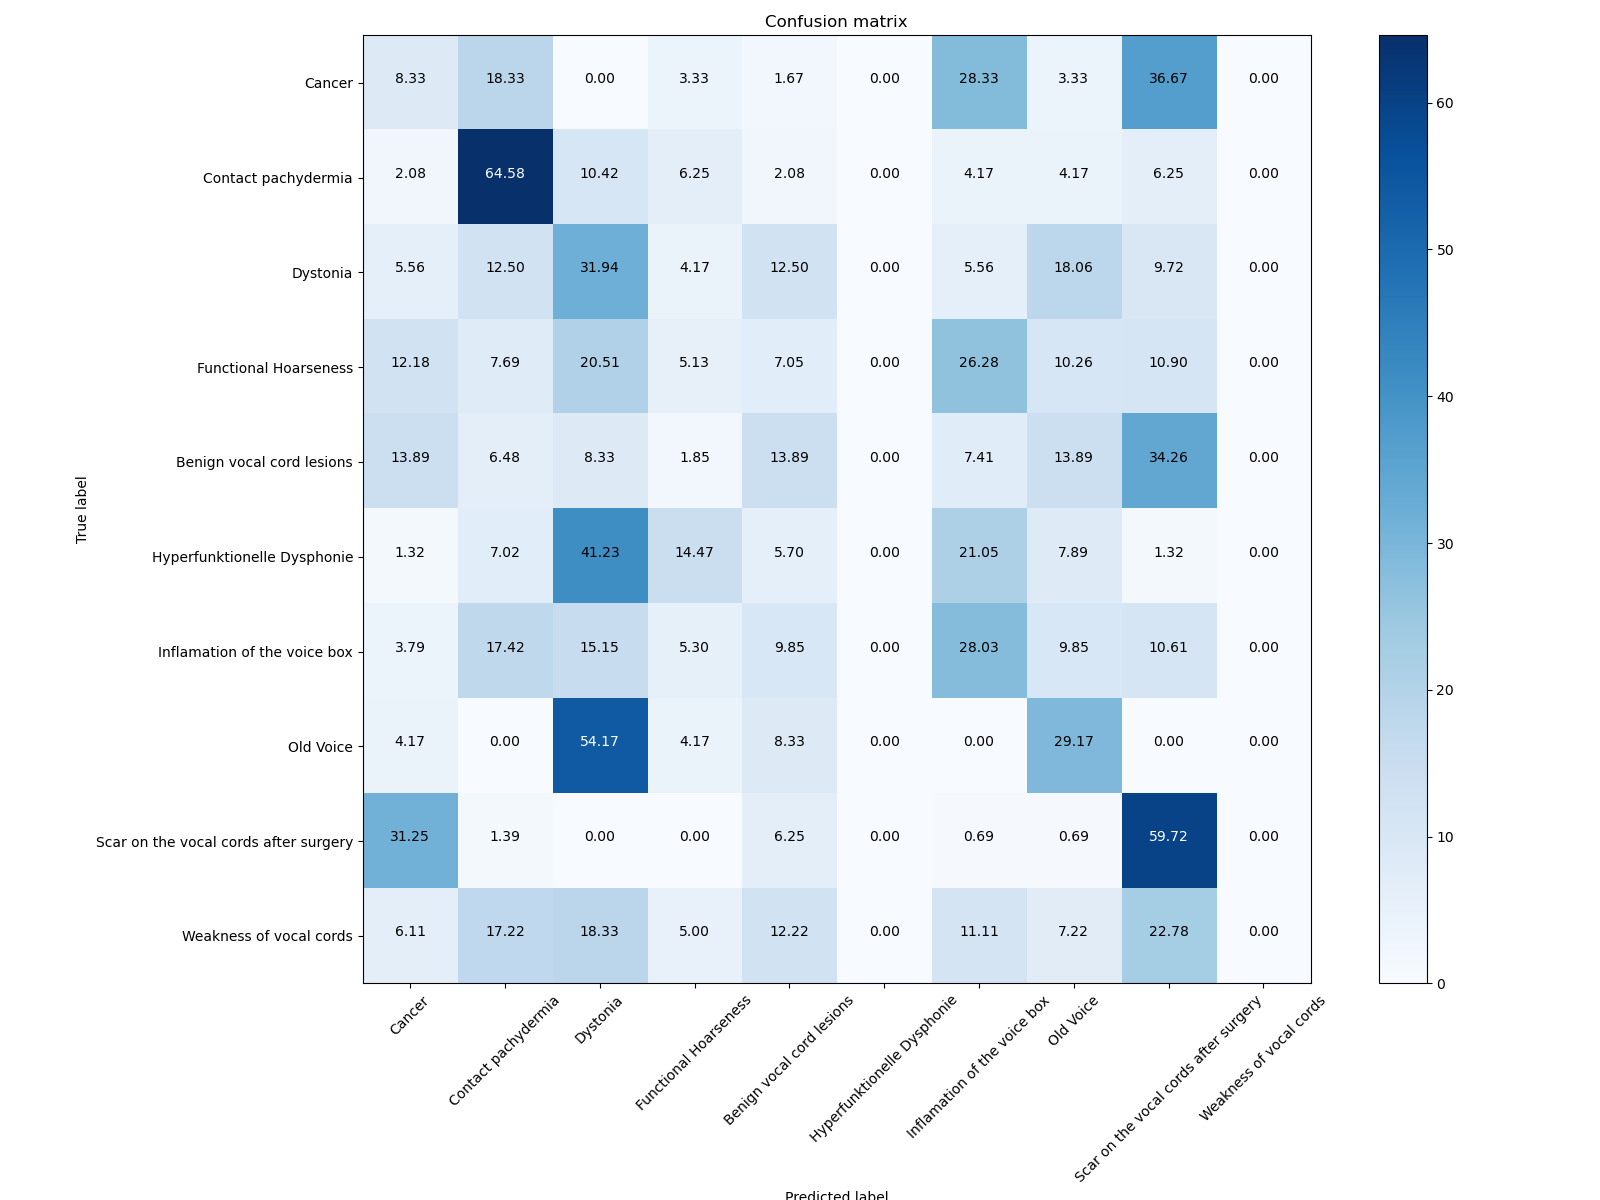 Confusion matrix
True label
Cancer 8.33 18.33 0.00 3.33 1.67 0.00 28.33 3.33 36.67 0.00
Contact pachydermia 2.08 64.58 10.42 6.25 2.08 0.00 4.17 4.17 6.25 0.00
Dystonia 5.56 12.50 31.94 4.17 12.50 0.00 5.56 18.06 9.72 0.00
Functional Hoarseness 12.18 7.69 20.51 5.13 7.05 0.00 26.28 10.26 10.90 0.00
Benign vocal cord lesions 13.89 6.48 8.33 1.85 13.89 0.00 7.41 13.89 34.26 0.00
Hyperfunktionelle Dysphonie 1.32 7.02 41.23 14.47 5.70 0.00 21.05 7.89 1.32 0.00
Inflamation of the voice box 3.79 17.42 15.15 5.30 9.85 0.00 28.03 9.85 10.61 0.00
Old Voice 4.17 0.00 54.17 4.17 8.33 0.00 0.00 29.17 0.00 0.00
Scar on the vocal cords after surgery 31.25 1.39 0.00 0.00 6.25 0.00 0.69 0.69 59.72 0.00
Weakness of vocal cords 6.11 17.22 18.33 5.00 12.22 0.00 11.11 7.22 22.78 0.00
Cancer
Contact pachydermia
Dystonia
Functional Hoarseness
Benign vocal cord lesions
Hyperfunktionelle Dysphonie
Inflamation of the voice box
Old Voice
Scar on the vocal cords after surgery
Weakness of vocal cords
Predicted label
60
50
40
30
20
10
0